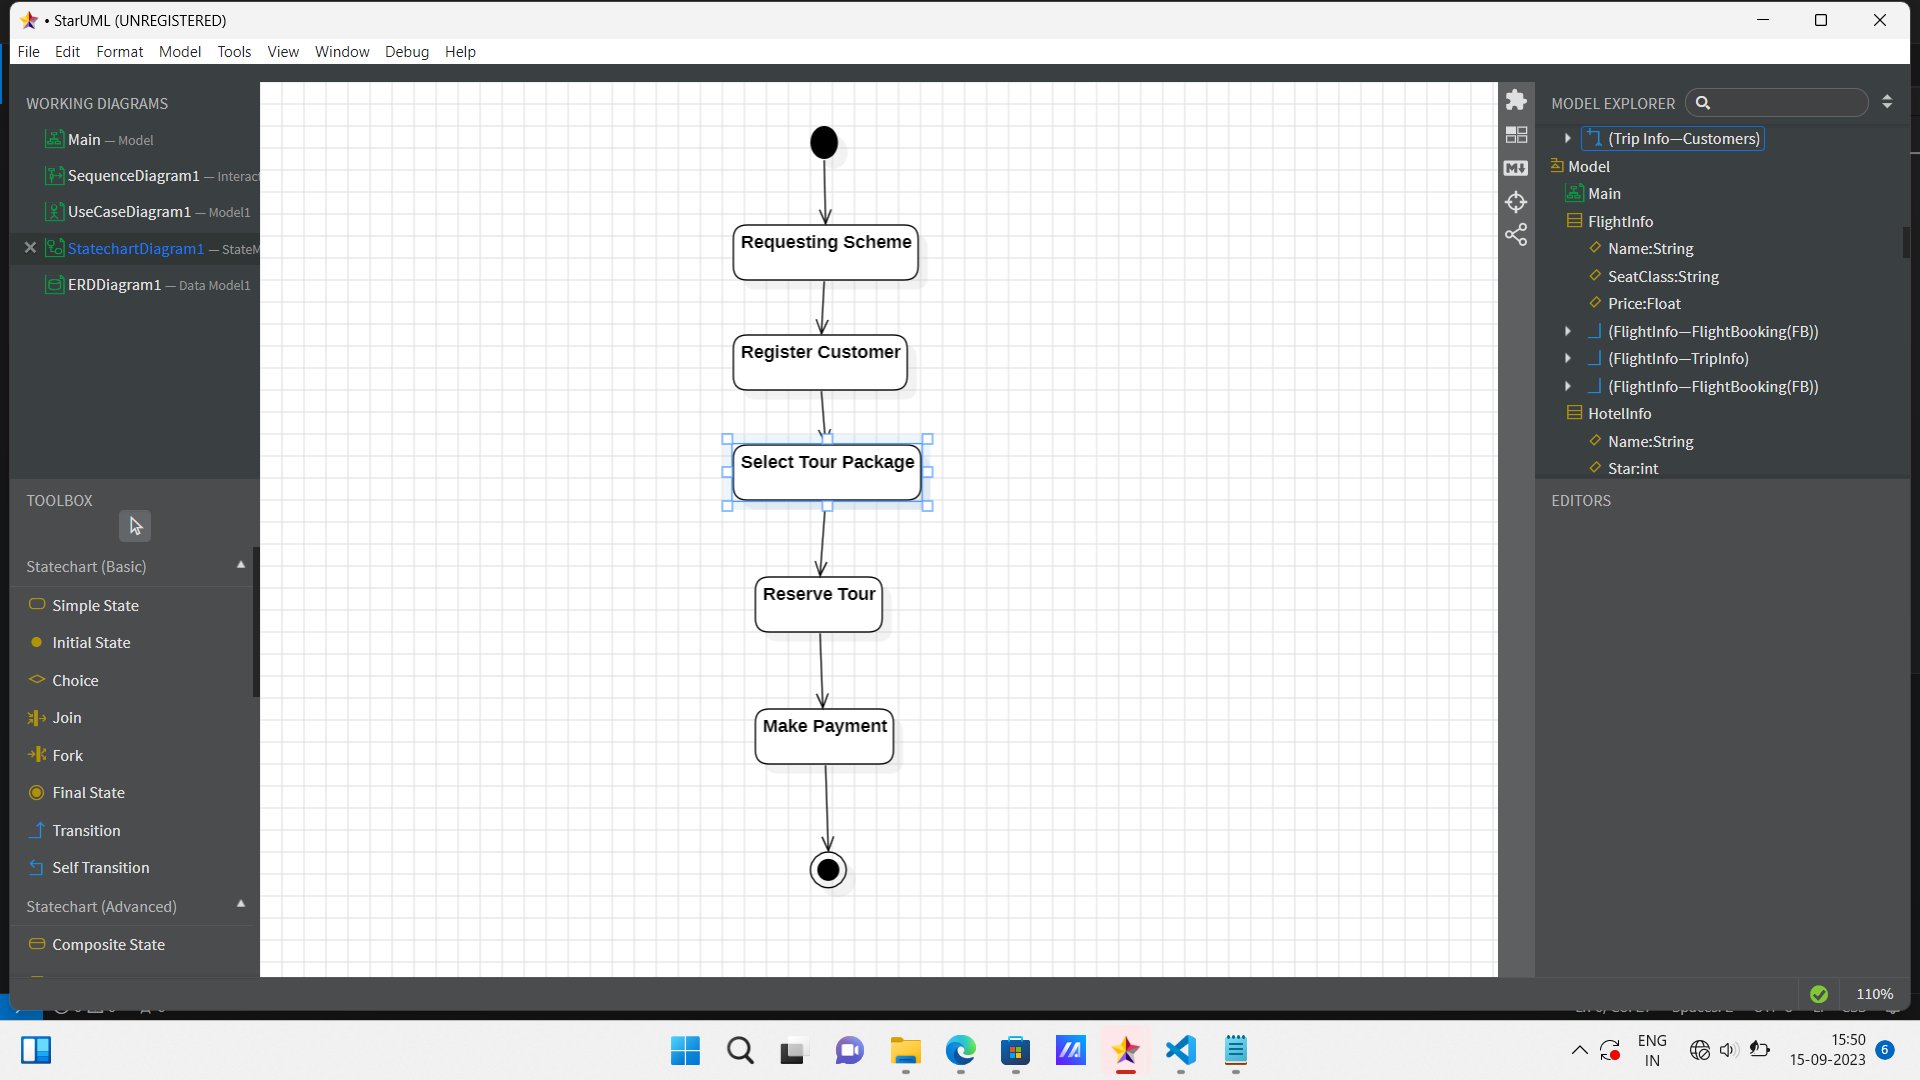 • StarUML (UNREGISTERED)
File Edit Format Model Tools View Window Debug Help
WORKING DIAGRAMS
Main — Model
SequenceDiagram1 — Interact
UseCaseDiagram1 — Model1
StatechartDiagram1 — StateM
ERDDiagram1 — Data Model1
TOOLBOX
Statechart (Basic)
Simple State
Initial State
Choice
Join
Fork
Final State
Transition
Self Transition
Statechart (Advanced)
Composite State
Requesting Scheme
Register Customer
Select Tour Package
Reserve Tour
Make Payment
MODEL EXPLORER
(Trip Info—Customers)
Model
Main
FlightInfo
Name:String
SeatClass:String
Price:Float
(FlightInfo—FlightBooking(FB))
(FlightInfo—TripInfo)
(FlightInfo—FlightBooking(FB))
HotelInfo
Name:String
Star:int
EDITORS
110%
ENG
IN
15:50
15-09-2023
6